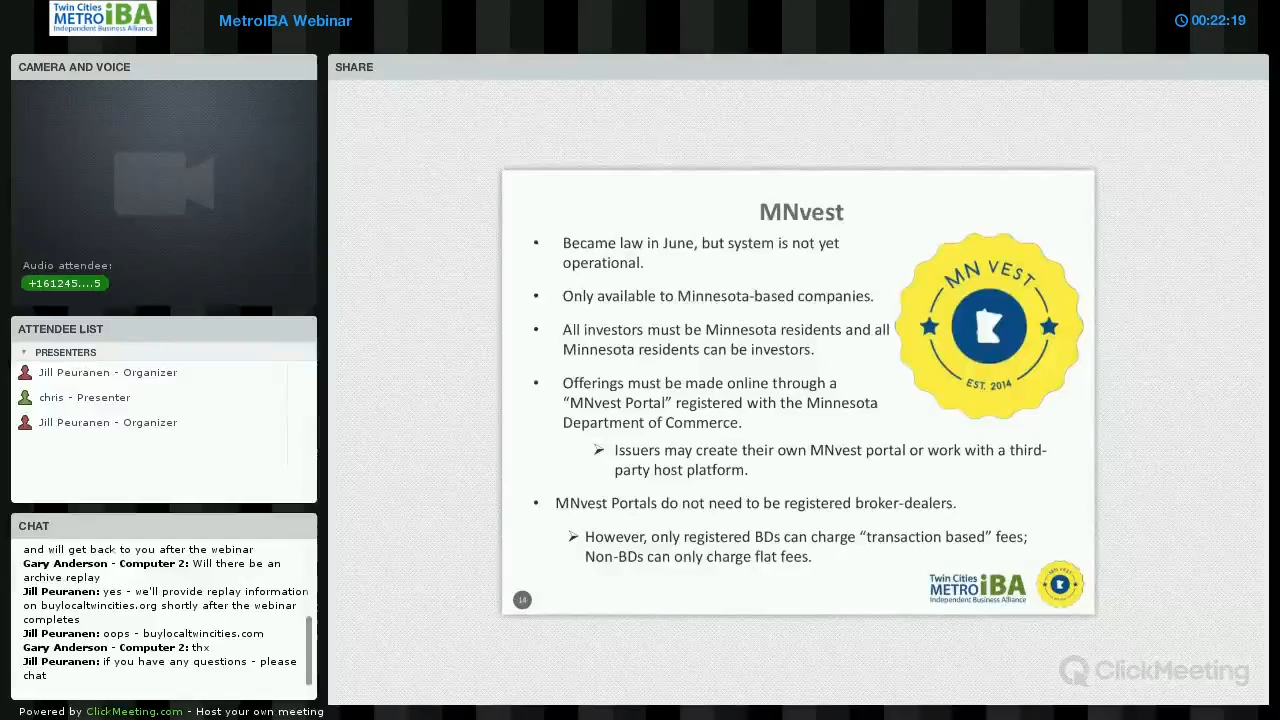 Twin Cities
METRO iBA
Independent Business Alliance
MetroIBA Webinar
00:22:19
CAMERA AND VOICE
Audio attendee:
+161245....5
ATTENDEE LIST
PRESENTERS
Jill Peuranen - Organizer
chris - Presenter
Jill Peuranen - Organizer
CHAT
and will get back to you after the webinar
Gary Anderson - Computer 2: Will there be an
archive replay
Jill Peuranen: yes - we'll provide replay information
on buylocaltwincities.org shortly after the webinar
completes
Jill Peuranen: oops - buylocaltwincities.com
Gary Anderson - Computer 2: thx
Jill Peuranen: if you have any questions - please
chat
Powered by ClickMeeting.com - Host your own meeting
SHARE
MNvest
• Became law in June, but system is not yet
operational.
• Only available to Minnesota-based companies.
• All investors must be Minnesota residents and all
Minnesota residents can be investors.
• Offerings must be made online through a
“MNvest Portal” registered with the Minnesota
Department of Commerce.
➢ Issuers may create their own MNvest portal or work with a third-
party host platform.
• MNvest Portals do not need to be registered broker-dealers.
➢ However, only registered BDs can charge “transaction based” fees;
Non-BDs can only charge flat fees.
MN VEST
EST. 2014
14
Twin Cities
METRO iBA
Independent Business Alliance
ClickMeeting